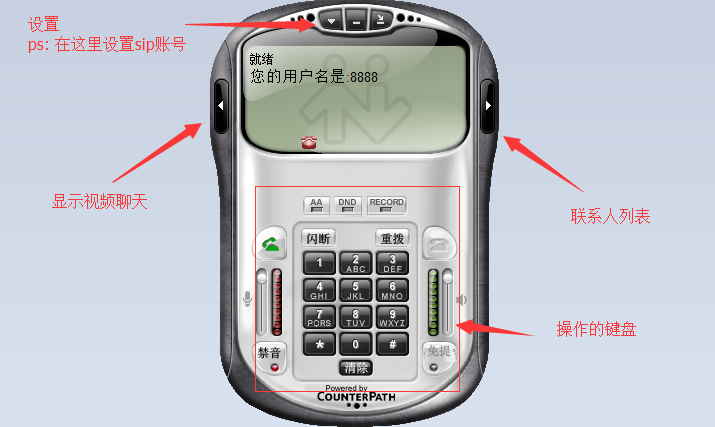 设置
ps: 在这里设置sip账号
就绪
您的用户名是:8888
显示视频聊天
联系人列表
AA DND RECORD
闪断 重拨
1 2 ABC 3 DEF
4 GHI 5 JKL 6 MNO
7 PQRS 8 TUV 9 WXYZ
* 0 #
操作的键盘
禁音 免提
清除
Powered by
COUNTERPATH